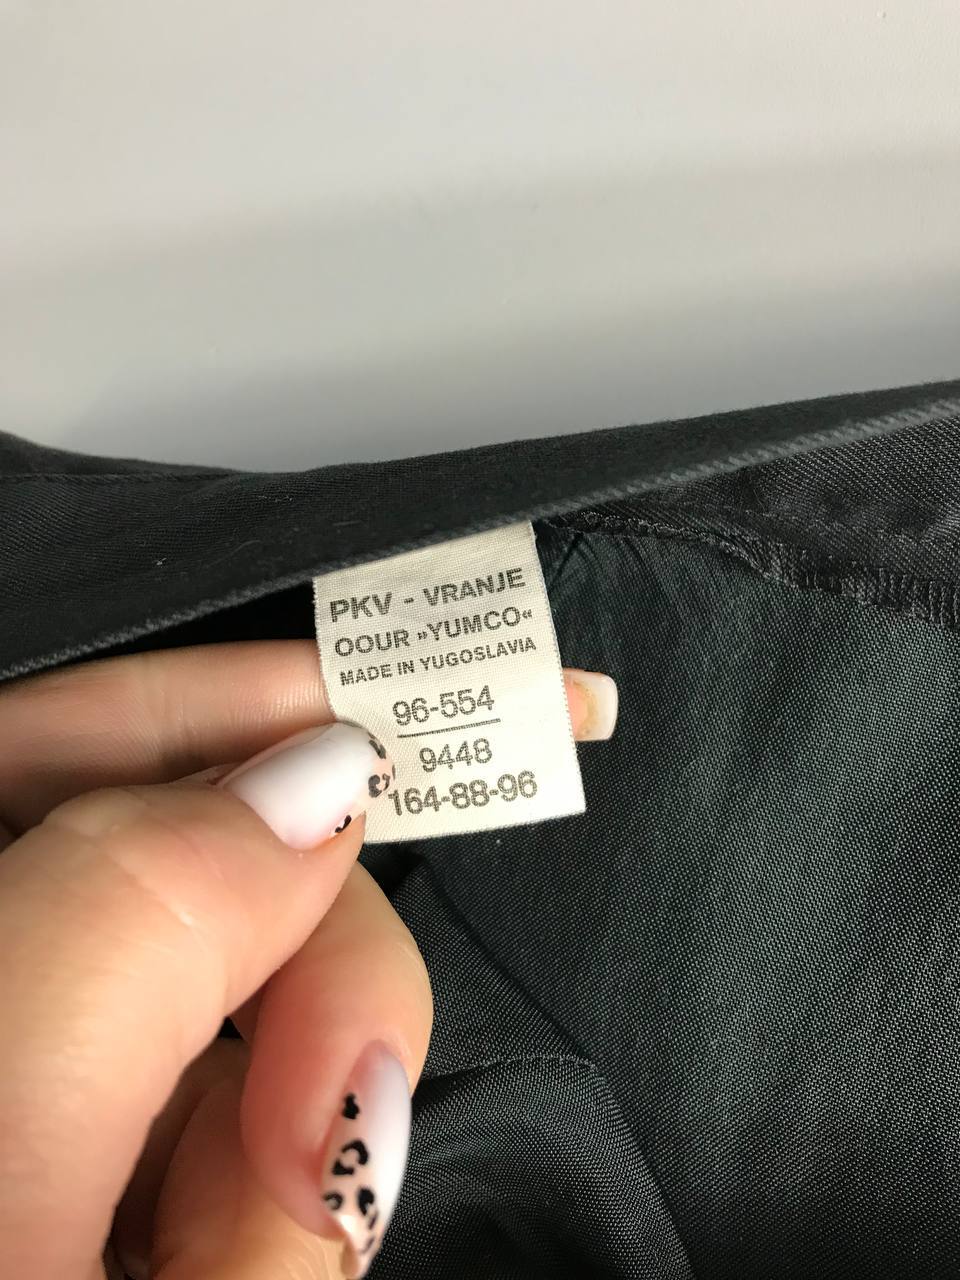 PKV - VRANJE
OOUR »YUMCO«
MADE IN YUGOSLAVIA
96-554
9448
164-88-96